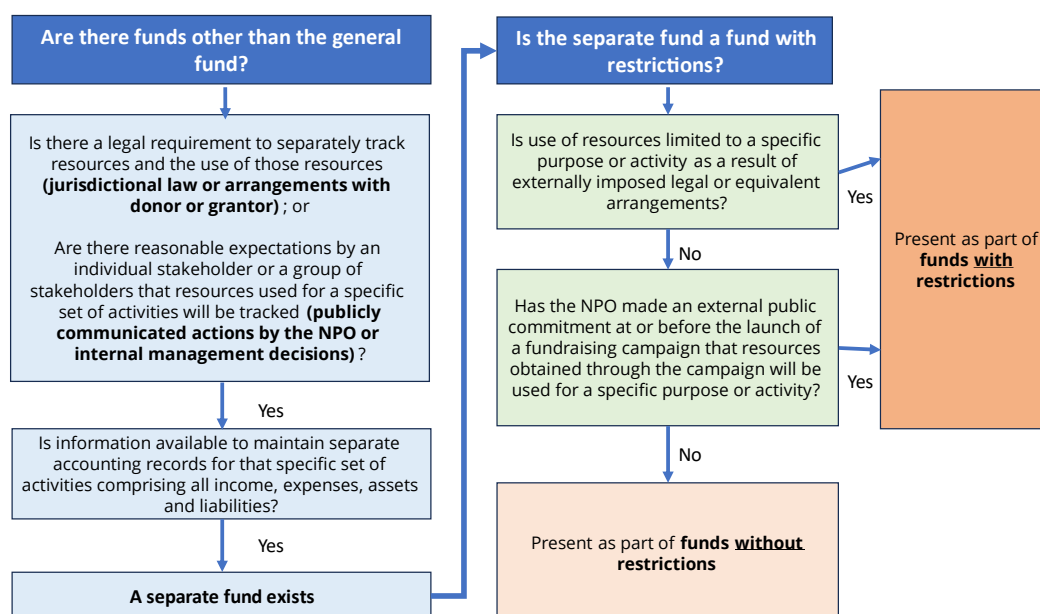 Are there funds other than the general
fund?
Is there a legal requirement to separately track
resources and the use of those resources
(jurisdictional law or arrangements with
donor or grantor) ; or
Are there reasonable expectations by an
individual stakeholder or a group of
stakeholders that resources used for a specific
set of activities will be tracked (publicly
communicated actions by the NPO or
internal management decisions) ?
Yes
Is information available to maintain separate
accounting records for that specific set of
activities comprising all income, expenses, assets
and liabilities?
Yes
A separate fund exists
Is the separate fund a fund with
restrictions?
Is use of resources limited to a specific
purpose or activity as a result of
externally imposed legal or equivalent
arrangements?
Yes
No
Has the NPO made an external public
commitment at or before the launch of
a fundraising campaign that resources
obtained through the campaign will be
used for a specific purpose or activity?
Yes
No
Present as part of funds without
restrictions
Present as part of
funds with
restrictions